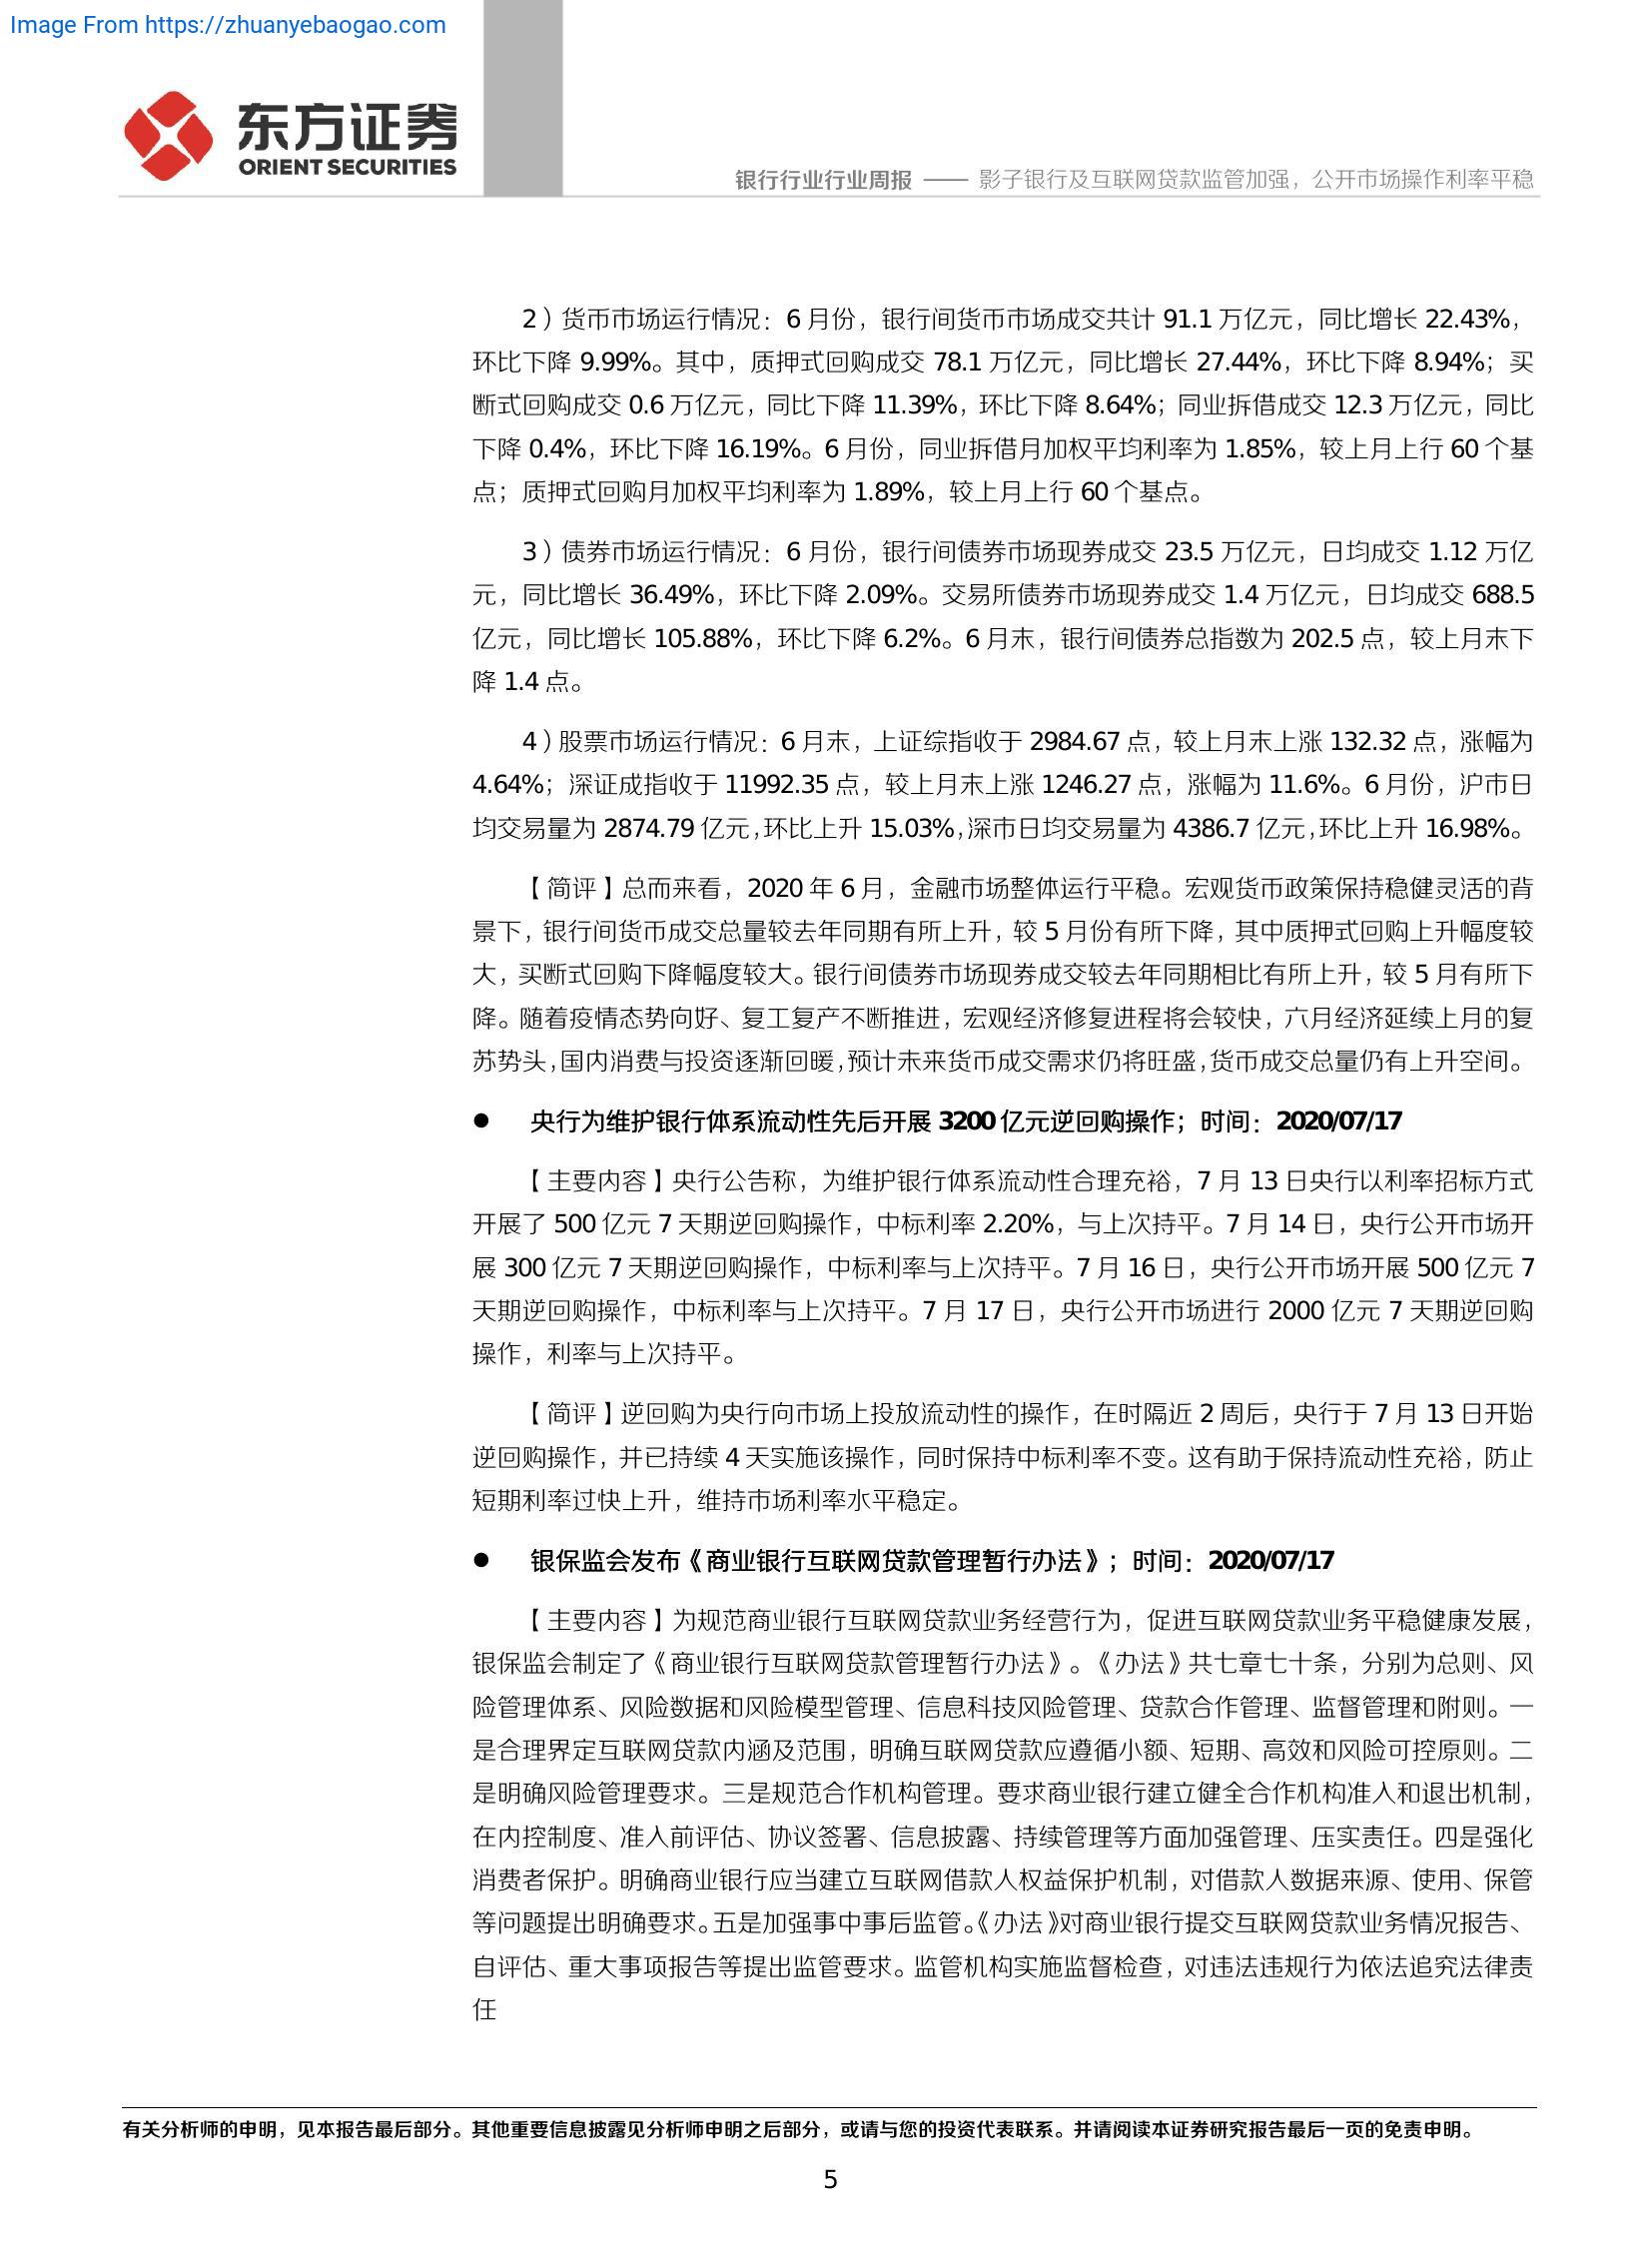 Image From https://zhuanyebaogao.com
东方证券
ORIENT SECURITIES
银行行业行业周报 —— 影子银行及互联网贷款监管加强，公开市场操作利率平稳
2）货币市场运行情况：6 月份，银行间货币市场成交共计 91.1 万亿元，同比增长 22.43%，
环比下降 9.99%。其中，质押式回购成交 78.1 万亿元，同比增长 27.44%，环比下降 8.94%；买
断式回购成交 0.6 万亿元，同比下降 11.39%，环比下降 8.64%；同业拆借成交 12.3 万亿元，同比
下降 0.4%，环比下降 16.19%。6 月份，同业拆借月加权平均利率为 1.85%，较上月上行 60 个基
点；质押式回购月加权平均利率为 1.89%，较上月上行 60 个基点。
3）债券市场运行情况：6 月份，银行间债券市场现券成交 23.5 万亿元，日均成交 1.12 万亿
元，同比增长 36.49%，环比下降 2.09%。交易所债券市场现券成交 1.4 万亿元，日均成交 688.5
亿元，同比增长 105.88%，环比下降 6.2%。6 月末，银行间债券总指数为 202.5 点，较上月末下
降 1.4 点。
4）股票市场运行情况：6 月末，上证综指收于 2984.67 点，较上月末上涨 132.32 点，涨幅为
4.64%；深证成指收于 11992.35 点，较上月末上涨 1246.27 点，涨幅为 11.6%。6 月份，沪市日
均交易量为 2874.79 亿元，环比上升 15.03%，深市日均交易量为 4386.7 亿元，环比上升 16.98%。
【简评】总而来看，2020 年 6 月，金融市场整体运行平稳。宏观货币政策保持稳健灵活的背
景下，银行间货币成交总量较去年同期有所上升，较 5 月份有所下降，其中质押式回购上升幅度较
大，买断式回购下降幅度较大。银行间债券市场现券成交较去年同期相比有所上升，较 5 月有所下
降。随着疫情态势向好、复工复产不断推进，宏观经济修复进程将会较快，六月经济延续上月的复
苏势头，国内消费与投资逐渐回暖，预计未来货币成交需求仍将旺盛，货币成交总量仍有上升空间。
● 央行为维护银行体系流动性先后开展 3200 亿元逆回购操作；时间：2020/07/17
【主要内容】央行公告称，为维护银行体系流动性合理充裕，7 月 13 日央行以利率招标方式
开展了 500 亿元 7 天期逆回购操作，中标利率 2.20%，与上次持平。7 月 14 日，央行公开市场开
展 300 亿元 7 天期逆回购操作，中标利率与上次持平。7 月 16 日，央行公开市场开展 500 亿元 7
天期逆回购操作，中标利率与上次持平。7 月 17 日，央行公开市场进行 2000 亿元 7 天期逆回购
操作，利率与上次持平。
【简评】逆回购为央行向市场上投放流动性的操作，在时隔近 2 周后，央行于 7 月 13 日开始
逆回购操作，并已持续 4 天实施该操作，同时保持中标利率不变。这有助于保持流动性充裕，防止
短期利率过快上升，维持市场利率水平稳定。
● 银保监会发布《商业银行互联网贷款管理暂行办法》；时间：2020/07/17
【主要内容】为规范商业银行互联网贷款业务经营行为，促进互联网贷款业务平稳健康发展，
银保监会制定了《商业银行互联网贷款管理暂行办法》。《办法》共七章七十条，分别为总则、风
险管理体系、风险数据和风险模型管理、信息科技风险管理、贷款合作管理、监督管理和附则。一
是合理界定互联网贷款内涵及范围，明确互联网贷款应遵循小额、短期、高效和风险可控原则。二
是明确风险管理要求。三是规范合作机构管理。要求商业银行建立健全合作机构准入和退出机制，
在内控制度、准入前评估、协议签署、信息披露、持续管理等方面加强管理、压实责任。四是强化
消费者保护。明确商业银行应当建立互联网借款人权益保护机制，对借款人数据来源、使用、保管
等问题提出明确要求。五是加强事中事后监管。《办法》对商业银行提交互联网贷款业务情况报告、
自评估、重大事项报告等提出监管要求。监管机构实施监督检查，对违法违规行为依法追究法律责
任
有关分析师的申明，见本报告最后部分。其他重要信息披露见分析师申明之后部分，或请与您的投资代表联系。并请阅读本证券研究报告最后一页的免责申明。
5